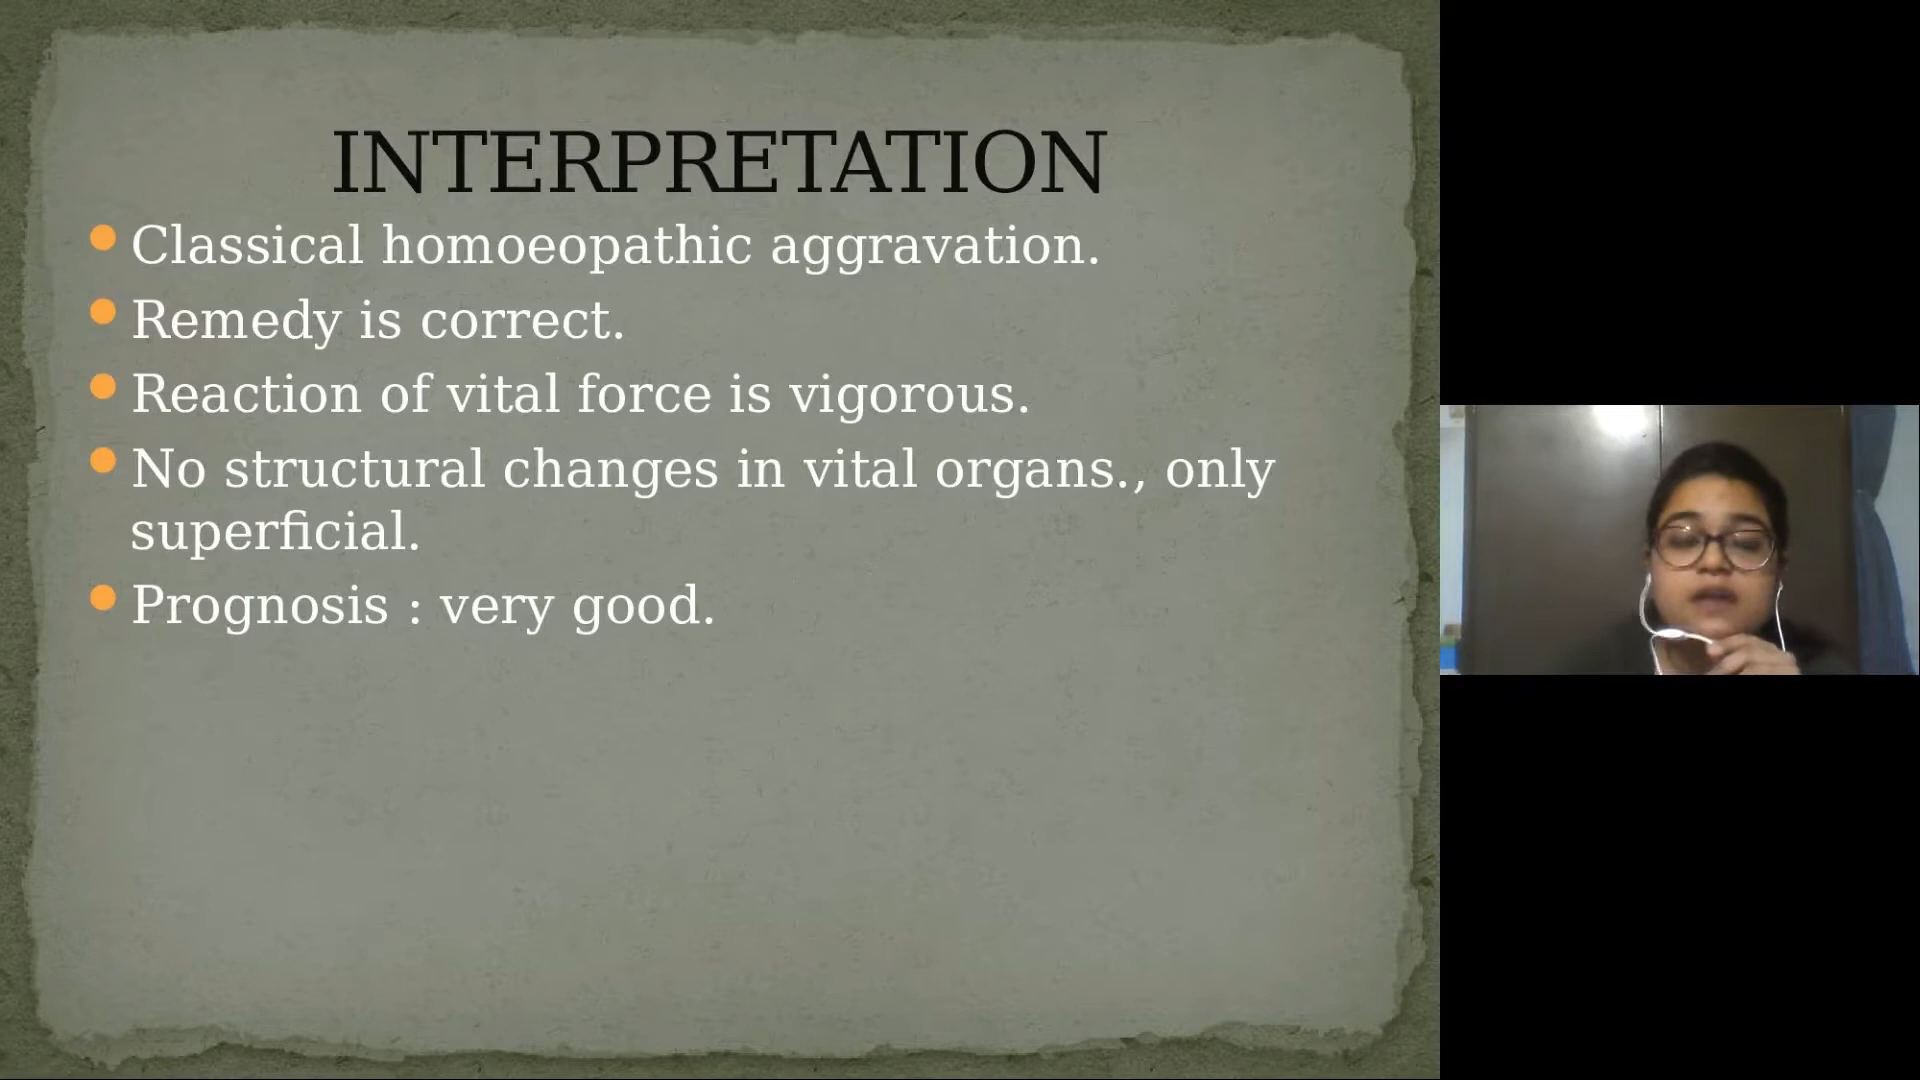 INTERPRETATION
Classical homoeopathic aggravation.
Remedy is correct.
Reaction of vital force is vigorous.
No structural changes in vital organs., only
superficial.
Prognosis : very good.